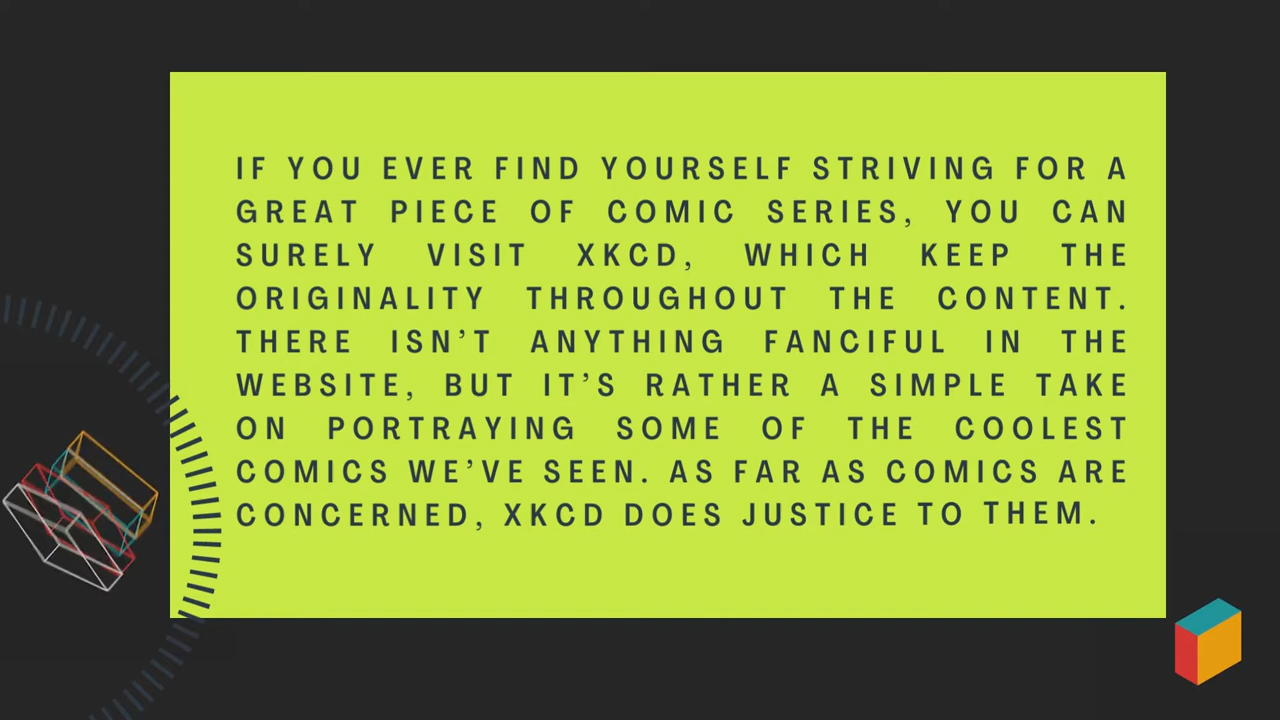 IF YOU EVER FIND YOURSELF STRIVING FOR A
GREAT PIECE OF COMIC SERIES, YOU CAN
SURELY VISIT XKCD, WHICH KEEP THE
ORIGINALITY THROUGHOUT THE CONTENT.
THERE ISN’T ANYTHING FANCIFUL IN THE
WEBSITE, BUT IT’S RATHER A SIMPLE TAKE
ON PORTRAYING SOME OF THE COOLEST
COMICS WE’VE SEEN. AS FAR AS COMICS ARE
CONCERNED, XKCD DOES JUSTICE TO THEM.